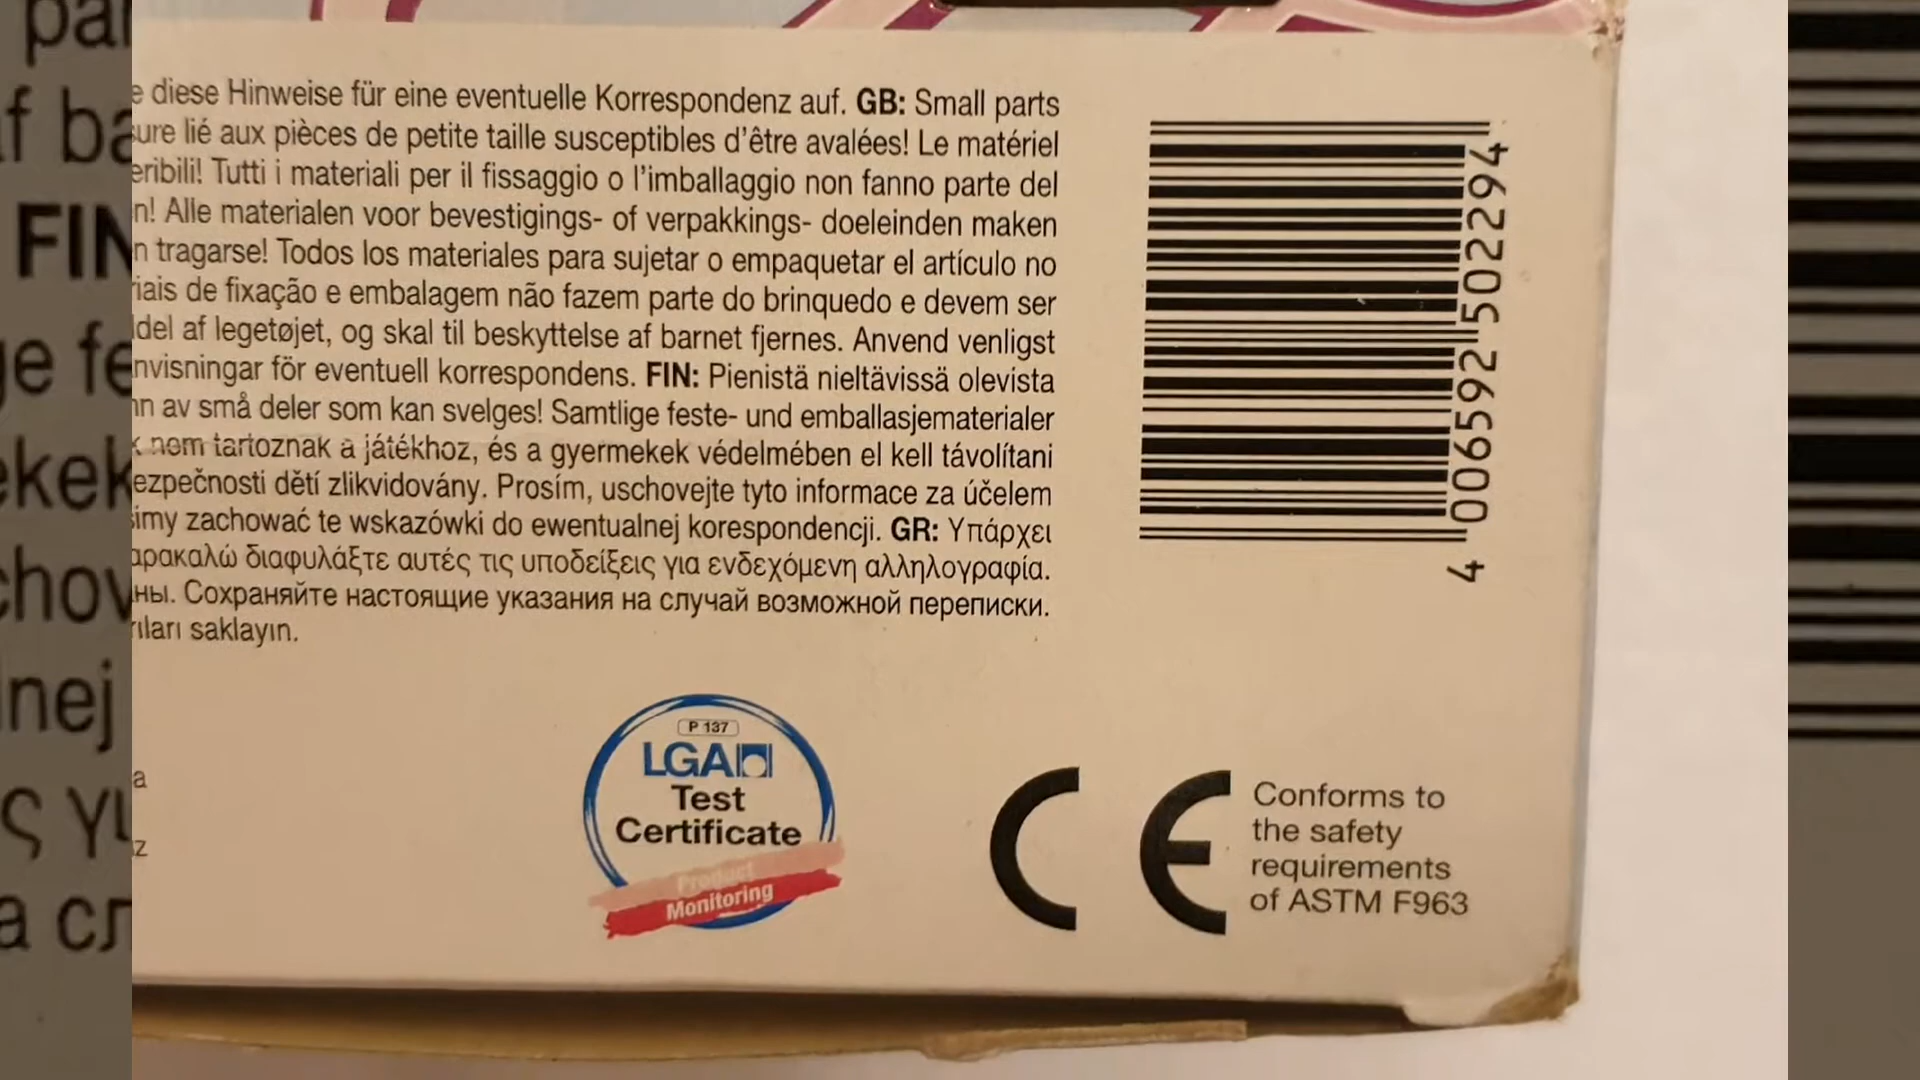 e diese Hinweise für eine eventuelle Korrespondenz auf. GB: Small parts
sure lié aux pièces de petite taille susceptibles d'être avalées! Le matériel
eribili! Tutti i materiali per il fissaggio o l'imballaggio non fanno parte del
n! Alle materialen voor bevestigings- of verpakkings- doeleinden maken
n tragarse! Todos los materiales para sujetar o empaquetar el artículo no
riais de fixação e embalagem não fazem parte do brinquedo e devem ser
del af legetøjet, og skal til beskyttelse af barnet fjernes. Anvend venligst
nvisningar för eventuell korrespondens. FIN: Pienistä nieltävissä olevista
nn av små deler som kan svelges! Samtlige feste- und emballasjematerialer
k nem tartoznak a játékhoz, és a gyermekek védelmében el kell távolítani
ezpečnosti dětí zlikvidovány. Prosím, uschovejte tyto informace za účelem
imy zachować te wskazówki do ewentualnej korespondencji. GR: Υπάρχει
αρακαλώ διαφυλάξτε αυτές τις υποδείξεις για ενδεχόμενη αλληλογραφία.
ны. Сохраняйте настоящие указания на случай возможной переписки.
rıları saklayın.
4 006592 502294
a
z
P 137
LGA
Test
Certificate
Product
Monitoring
CE
Conforms to
the safety
requirements
of ASTM F963